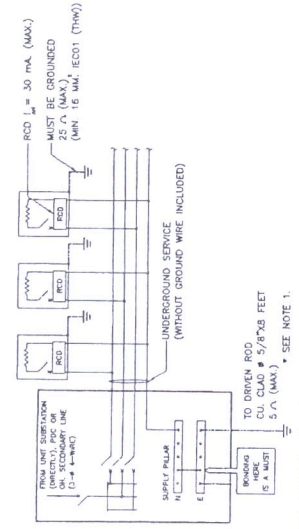 RCD I = 30 mA. (MAX.)
MUST BE GROUNDED
25 Ω (MAX.)
(MIN. 16 MM.² IEC01 (THW))
RCD
RCD
RCD
UNDERGROUND SERVICE
(WITHOUT GROUND WIRE INCLUDED)
FROM UNIT SUBSTATION
(DIRECTLY), PDC OR
OH. SECONDARY LINE
(3-ø 4-WIRE)
SUPPLY PILLAR
N
E
BONDING
HERE
IS A MUST
TO DRIVEN ROD
CU. CLAD ø 5/8"X8 FEET
5 Ω (MAX.)
* SEE NOTE 1.